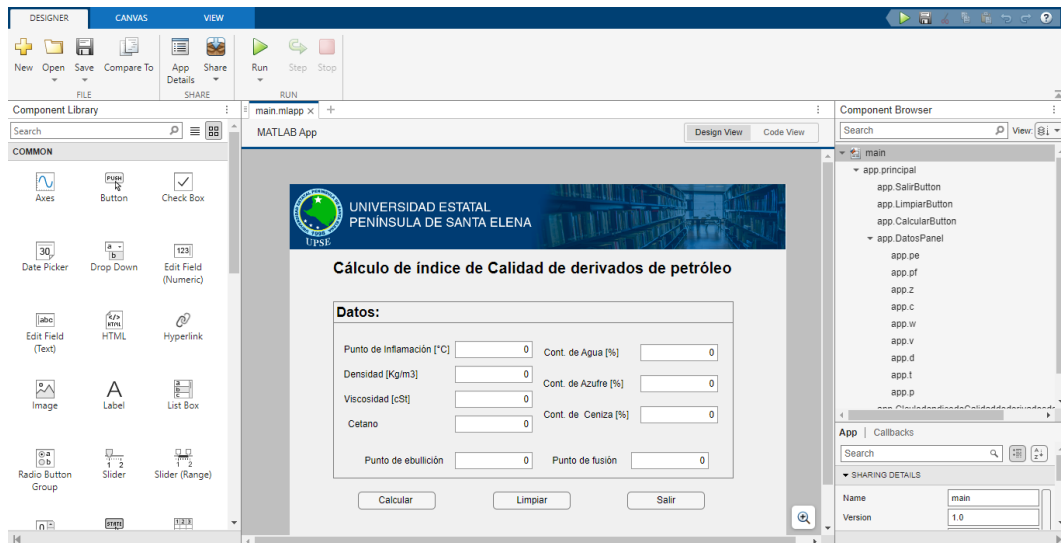 DESIGNER CANVAS VIEW
New Open Save Compare To App Details Share Run Step Stop
FILE SHARE RUN
Component Library
Search
COMMON
Axes
Button
Check Box
Date Picker
Drop Down
Edit Field (Numeric)
Edit Field (Text)
HTML
Hyperlink
Image
Label
List Box
Radio Button Group
Slider
Slider (Range)
main.mlapp
MATLAB App
Design View Code View
UNIVERSIDAD ESTATAL
PENÍNSULA DE SANTA ELENA
UPSE
Cálculo de índice de Calidad de derivados de petróleo
Datos:
Punto de Inflamación [°C] 0
Cont. de Agua [%] 0
Densidad [Kg/m3] 0
Cont. de Azufre [%] 0
Viscosidad [cSt] 0
Cont. de Ceniza [%] 0
Cetano 0
Punto de ebullición 0
Punto de fusión 0
Calcular Limpiar Salir
Component Browser
Search View:
main
app.principal
app.SalirButton
app.LimpiarButton
app.CalcularButton
app.DatosPanel
app.pe
app.pf
app.z
app.c
app.w
app.v
app.d
app.t
app.p
App | Callbacks
Search
SHARING DETAILS
Name main
Version 1.0